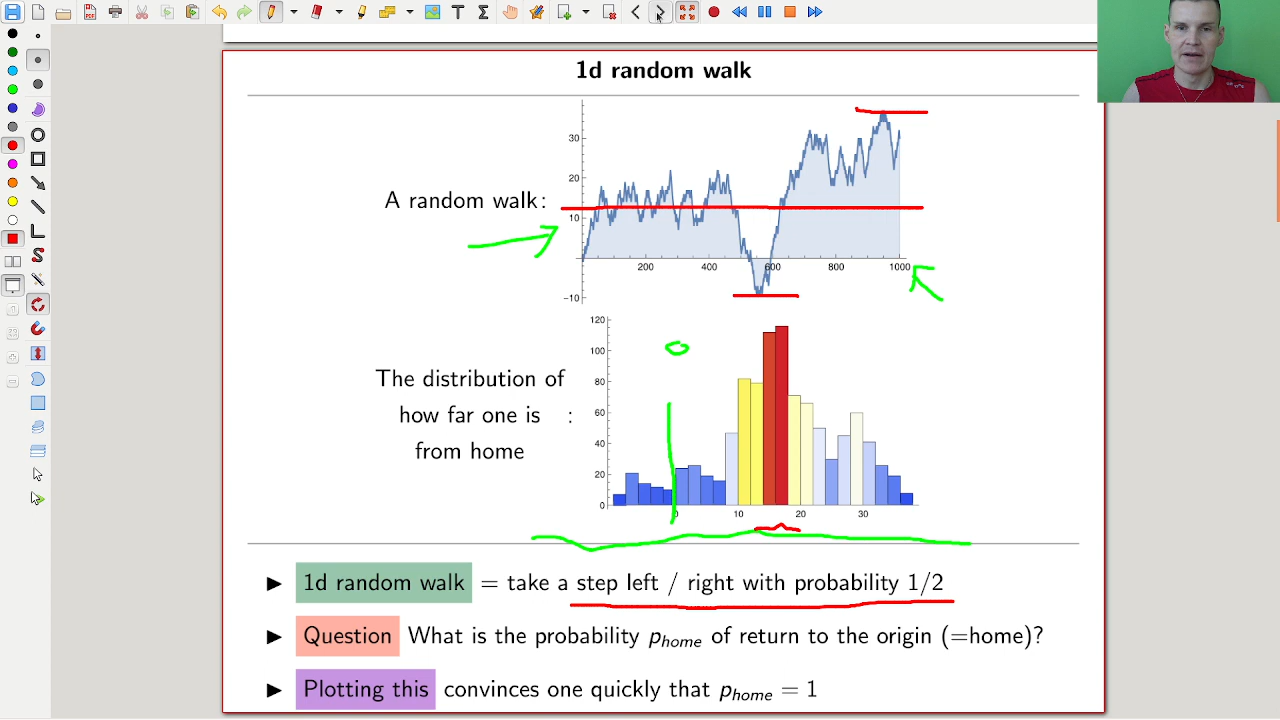 1d random walk
A random walk:
30
20
10
-10
200
400
600
800
1000
The distribution of
how far one is :
from home
120
100
80
60
40
20
0
0
10
20
30
► 1d random walk = take a step left / right with probability 1/2
► Question What is the probability p_home of return to the origin (=home)?
► Plotting this convinces one quickly that p_home = 1